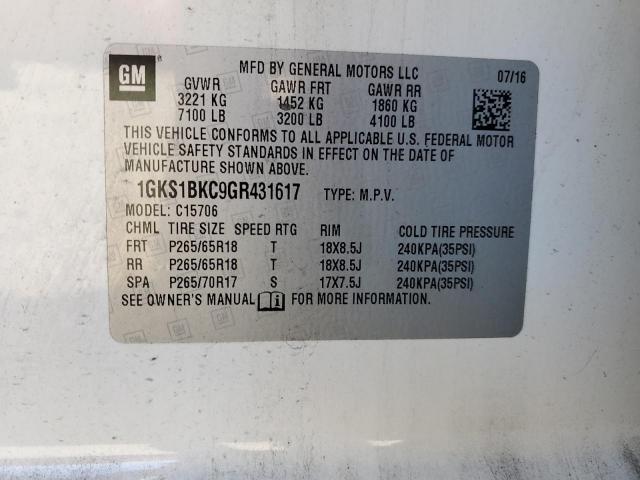 GM
MFD BY GENERAL MOTORS LLC 07/16
GVWR GAWR FRT GAWR RR
3221 KG 1452 KG 1860 KG
7100 LB 3200 LB 4100 LB
THIS VEHICLE CONFORMS TO ALL APPLICABLE U.S. FEDERAL MOTOR
VEHICLE SAFETY STANDARDS IN EFFECT ON THE DATE OF
MANUFACTURE SHOWN ABOVE.
1GKS1BKC9GR431617 TYPE: M.P.V.
MODEL: C15706
CHML TIRE SIZE SPEED RTG RIM COLD TIRE PRESSURE
FRT P265/65R18 T 18X8.5J 240KPA(35PSI)
RR P265/65R18 T 18X8.5J 240KPA(35PSI)
SPA P265/70R17 S 17X7.5J 240KPA(35PSI)
SEE OWNER'S MANUAL i FOR MORE INFORMATION.